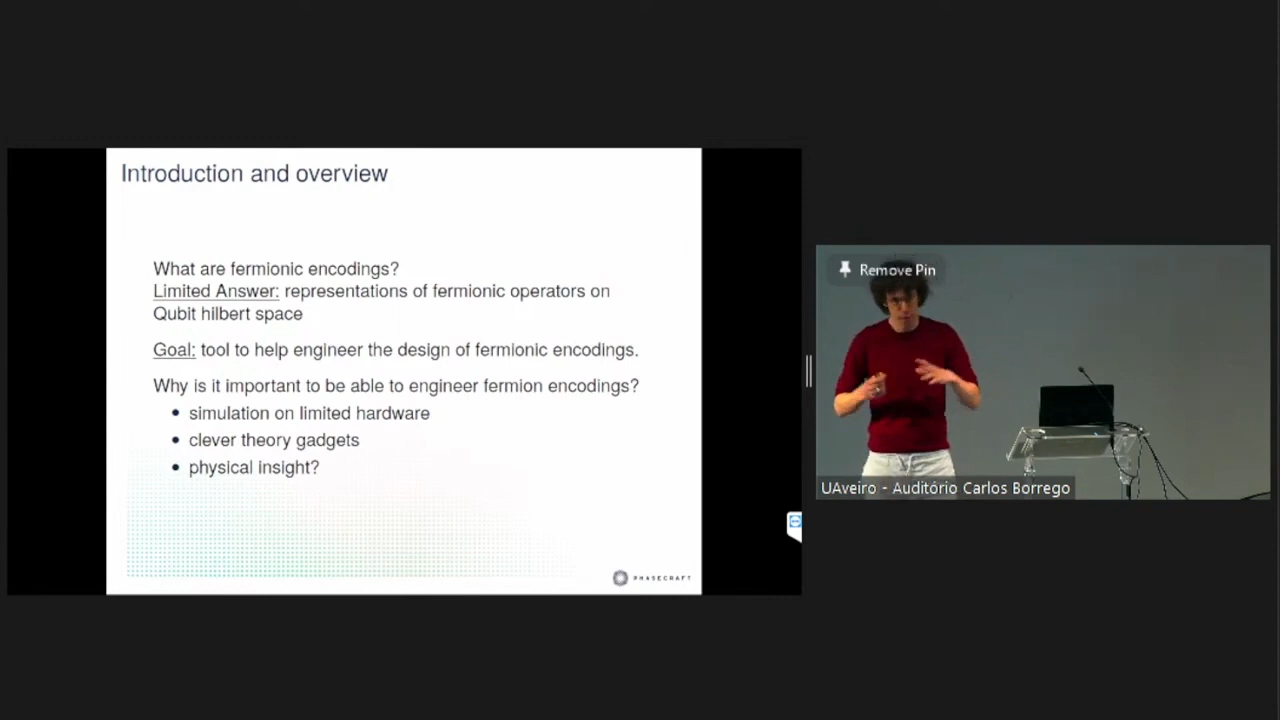 Introduction and overview
What are fermionic encodings?
Limited Answer: representations of fermionic operators on
Qubit hilbert space
Goal: tool to help engineer the design of fermionic encodings.
Why is it important to be able to engineer fermion encodings?
• simulation on limited hardware
• clever theory gadgets
• physical insight?
PHASECRAFT
Remove Pin
UAveiro - Auditório Carlos Borrego